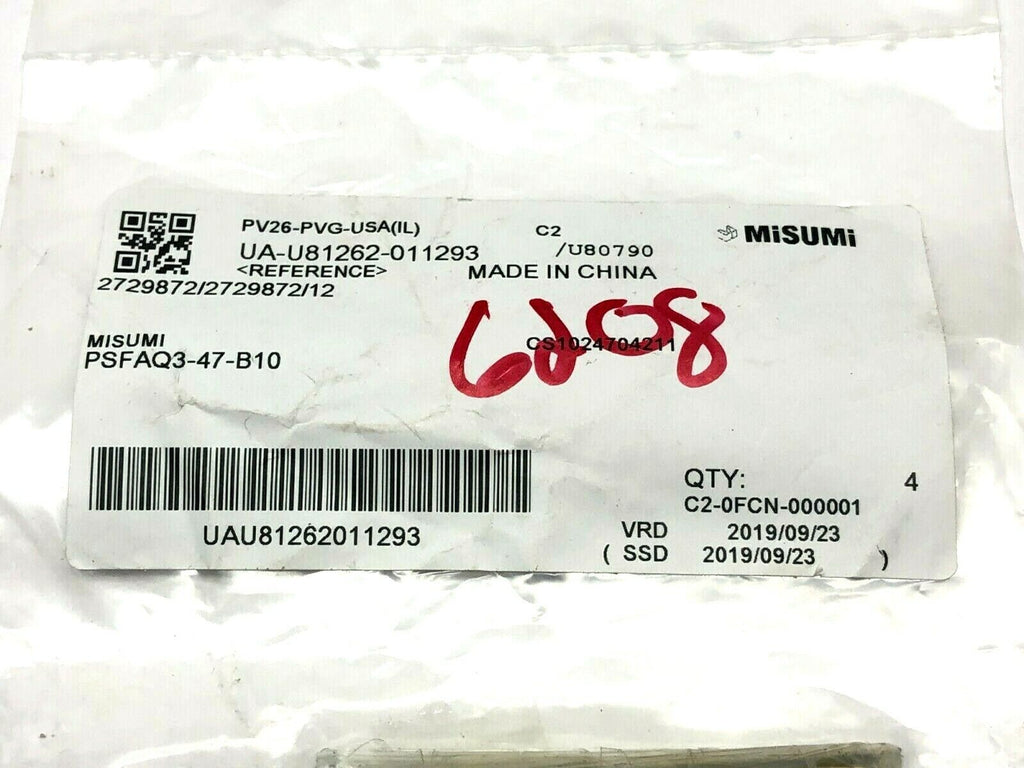 PV26-PVG-USA(IL) C2 MiSUMi
UA-U81262-011293 /U80790
<REFERENCE> MADE IN CHINA
2729872/2729872/12
6208
MISUMI CS1024704211
PSFAQ3-47-B10
QTY: 4
C2-0FCN-000001
UAU81262011293 VRD 2019/09/23
( SSD 2019/09/23 )